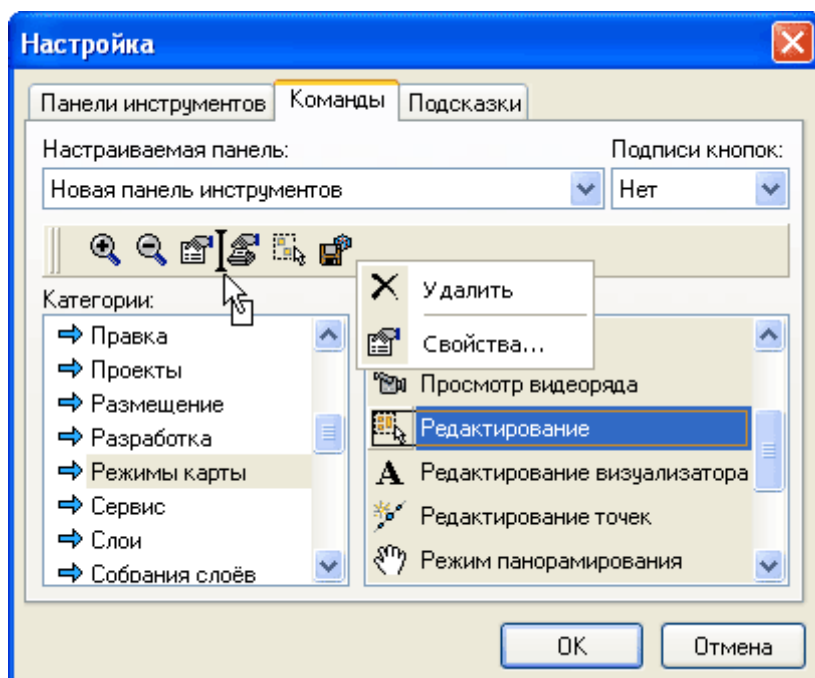 Настройка
Панели инструментов Команды Подсказки
Настраиваемая панель: Подписи кнопок:
Новая панель инструментов Нет
Удалить
Свойства...
Категории:
Правка
Проекты
Размещение
Разработка
Режимы карты
Сервис
Слои
Собрания слоёв
Просмотр видеоряда
Редактирование
Редактирование визуализатора
Редактирование точек
Режим панорамирования
OK Отмена